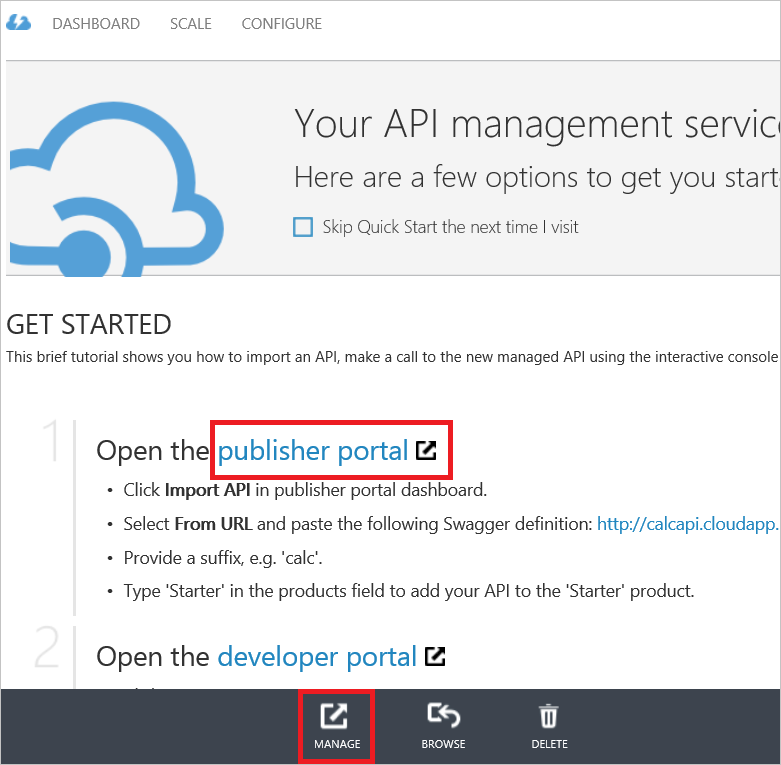 DASHBOARD SCALE CONFIGURE
Your API management servic
Here are a few options to get you start
Skip Quick Start the next time I visit
GET STARTED
This brief tutorial shows you how to import an API, make a call to the new managed API using the interactive console
1
Open the publisher portal
• Click Import API in publisher portal dashboard.
• Select From URL and paste the following Swagger definition: http://calcapi.cloudapp.
• Provide a suffix, e.g. 'calc'.
• Type 'Starter' in the products field to add your API to the 'Starter' product.
2
Open the developer portal
MANAGE BROWSE DELETE